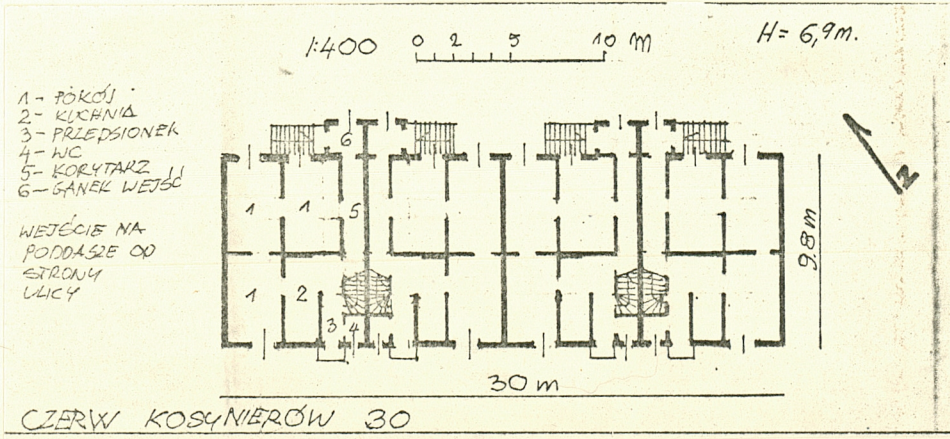 1:400
0 2 5 10 m
H = 6,9 m.
1 - POKÓJ
2 - KUCHNIA
3 - PRZEDSIONEK
4 - WC
5 - KORYTARZ
6 - GANEK WEJŚC
WEJŚCIE NA
PODDASZE OD
STRONY
ULICY
6
1 1 5
1 2
3 4
9.8 m
30 m
CZERW KOSYNIERÓW 30